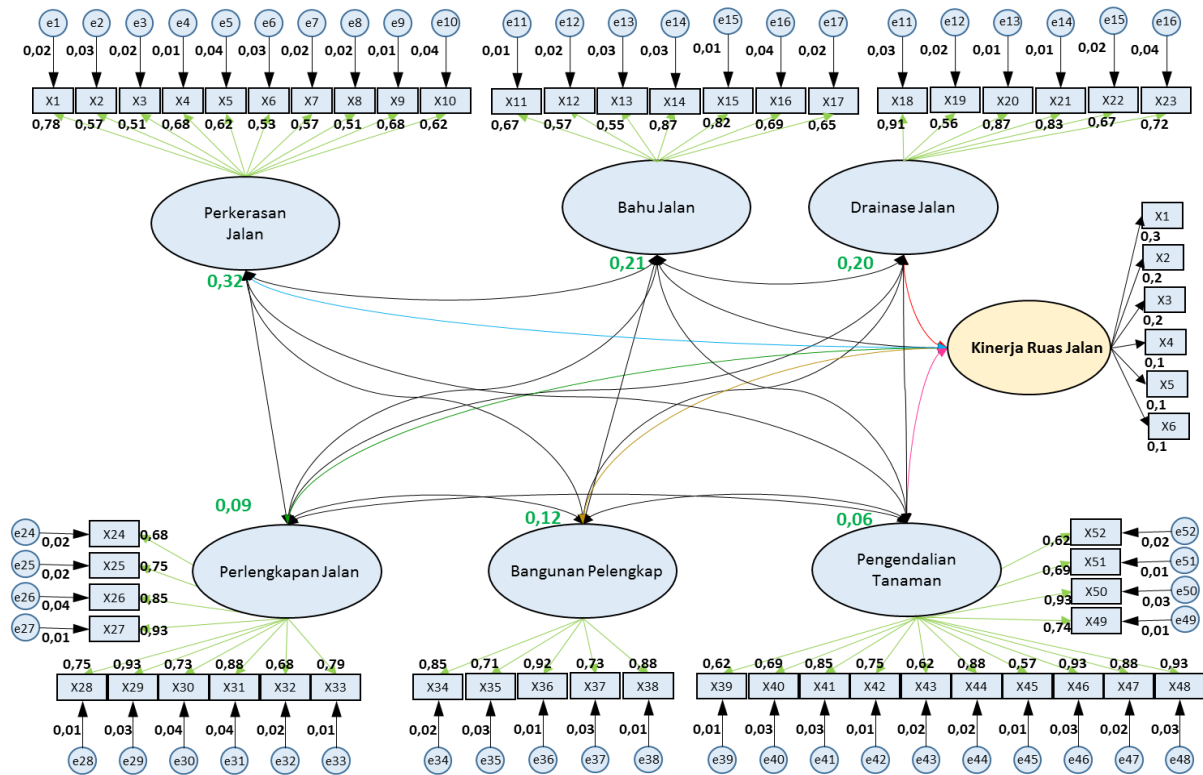 e1 e2 e3 e4 e5 e6 e7 e8 e9 e10 e11 e12 e13 e14 e15 e16 e17 e11 e12 e13 e14 e15 e16
0,02 0,03 0,02 0,01 0,04 0,03 0,02 0,02 0,01 0,04 0,01 0,02 0,03 0,03 0,01 0,04 0,02 0,03 0,02 0,01 0,01 0,02 0,04
X1 X2 X3 X4 X5 X6 X7 X8 X9 X10 X11 X12 X13 X14 X15 X16 X17 X18 X19 X20 X21 X22 X23
0,78 0,57 0,51 0,68 0,62 0,53 0,57 0,51 0,68 0,62 0,67 0,57 0,55 0,87 0,82 0,69 0,65 0,91 0,56 0,87 0,83 0,67 0,72
Perkerasan
Jalan
Bahu Jalan
Drainase Jalan
0,32 0,21 0,20
X1
0,3
X2
0,2
X3
0,2
X4
0,1
X5
0,1
X6
0,1
Kinerja Ruas Jalan
0,09 0,12 0,06
e24 0,02 X24 0,68
e25 0,02 X25 0,75
e26 0,04 X26 0,85
e27 0,01 X27 0,93
Perlengkapan Jalan
Bangunan Pelengkap
Pengendalian
Tanaman
0,62 X52 0,02 e52
0,69 X51 0,01 e51
0,93 X50 0,03 e50
0,74 X49 0,01 e49
0,75 0,93 0,73 0,88 0,68 0,79 0,85 0,71 0,92 0,73 0,88 0,62 0,69 0,85 0,75 0,62 0,88 0,57 0,93 0,88 0,93
X28 X29 X30 X31 X32 X33 X34 X35 X36 X37 X38 X39 X40 X41 X42 X43 X44 X45 X46 X47 X48
0,01 0,03 0,04 0,04 0,02 0,01 0,02 0,03 0,01 0,03 0,01 0,01 0,03 0,03 0,01 0,03 0,02 0,01 0,03 0,02 0,03
e28 e29 e30 e31 e32 e33 e34 e35 e36 e37 e38 e39 e40 e41 e42 e43 e44 e45 e46 e47 e48